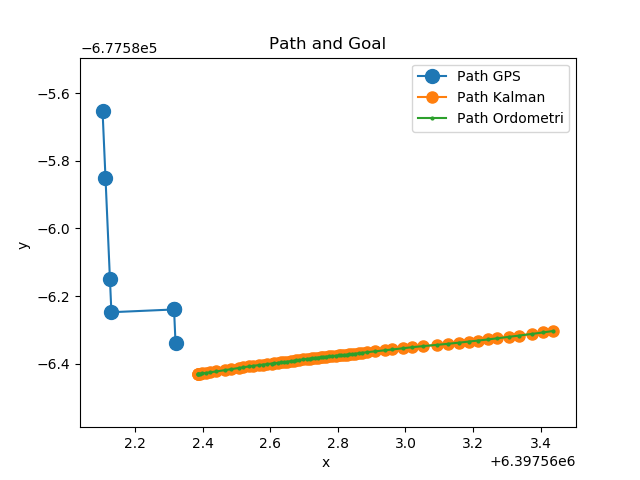 Path and Goal
−6.7758e5
Path GPS
Path Kalman
Path Ordometri
−5.6
−5.8
−6.0
−6.2
−6.4
y
2.2 2.4 2.6 2.8 3.0 3.2 3.4
x
+6.39756e6